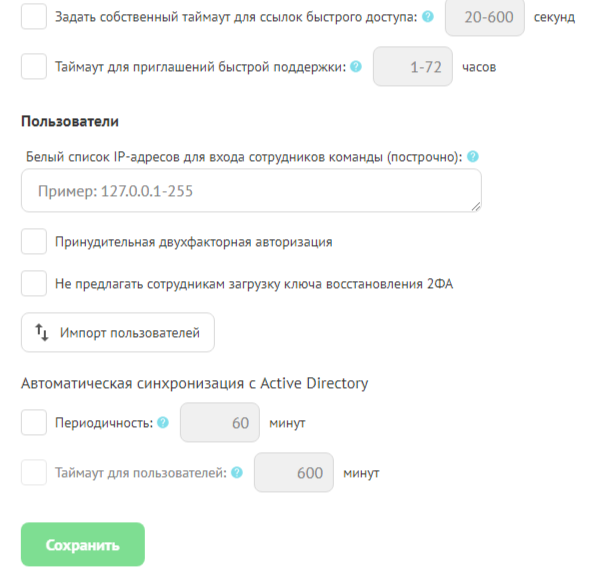 Задать собственный таймаут для ссылок быстрого доступа: ? 20-600 секунд
Таймаут для приглашений быстрой поддержки: ? 1-72 часов
Пользователи
Белый список IP-адресов для входа сотрудников команды (построчно): ?
Пример: 127.0.0.1-255
Принудительная двухфакторная авторизация
Не предлагать сотрудникам загрузку ключа восстановления 2ФА
Импорт пользователей
Автоматическая синхронизация с Active Directory
Периодичность: ? 60 минут
Таймаут для пользователей: ? 600 минут
Сохранить